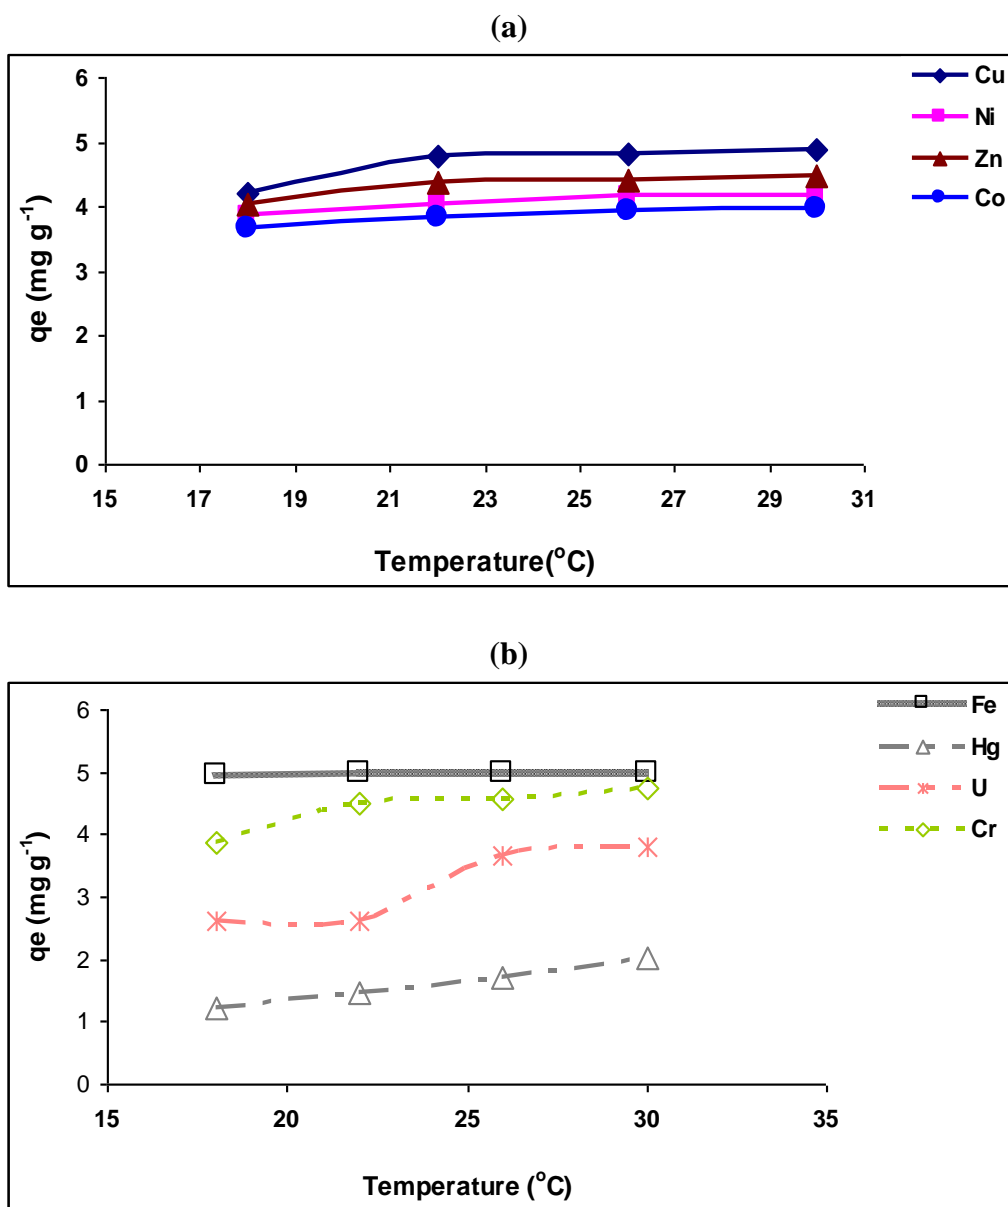 (a)
6
5
4
3
2
1
0
qe (mg g⁻¹)
15 17 19 21 23 25 27 29 31
Temperature(°C)
Cu
Ni
Zn
Co
(b)
6
5
4
3
2
1
0
qe (mg g⁻¹)
15 20 25 30 35
Temperature (°C)
Fe
Hg
U
Cr